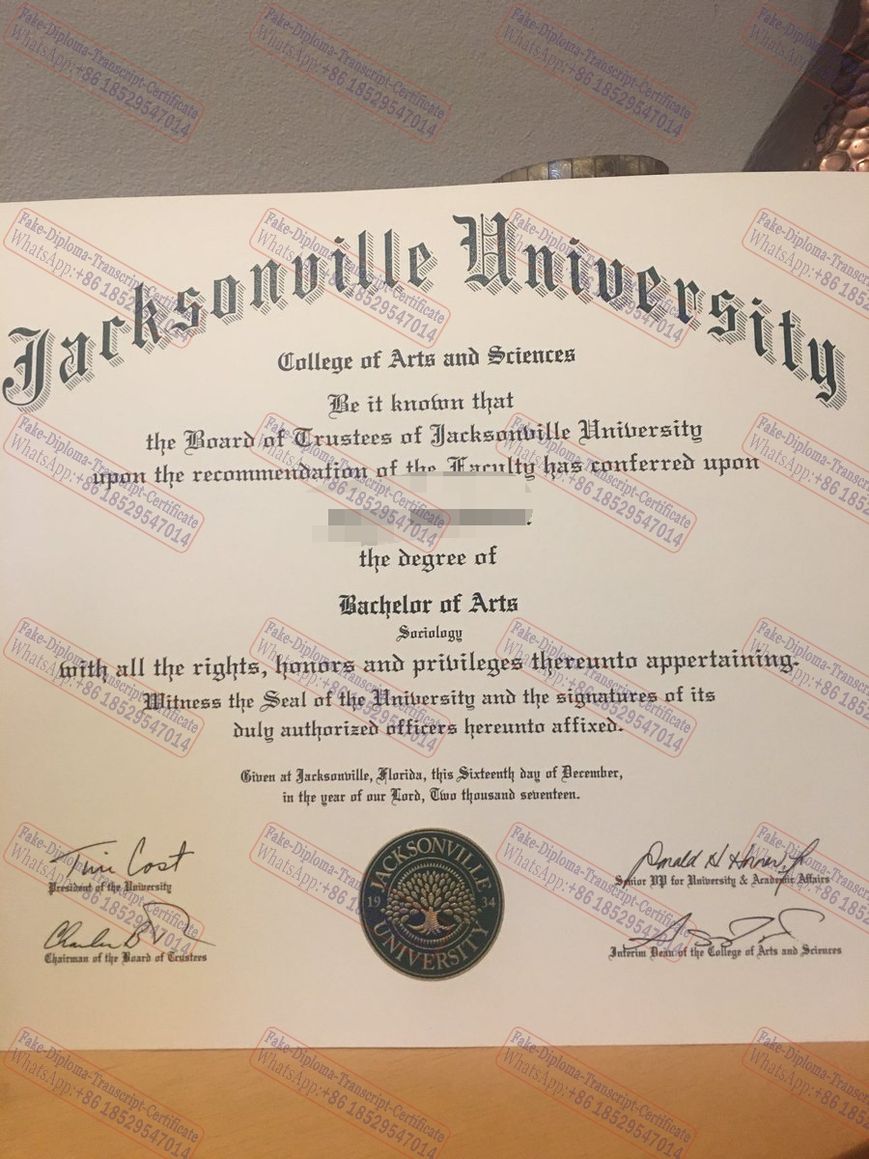 Fake-Diploma-Transcript-Certificate
WhatsApp:+86 18529547014
Jacksonville University
College of Arts and Sciences
Be it known that
the Board of Trustees of Jacksonville University
upon the recommendation of the Faculty has conferred upon
the degree of
Bachelor of Arts
Sociology
with all the rights, honors and privileges thereunto appertaining.
Witness the Seal of the University and the signatures of its
duly authorized officers hereunto affixed.
Given at Jacksonville, Florida, this Sixteenth day of December,
in the year of our Lord, Two thousand seventeen.
Tim Cost
President of the University
Chairman of the Board of Trustees
JACKSONVILLE
19 34
UNIVERSITY
Donald H Horner, Jr
Senior VP for University & Academic Affairs
Interim Dean of the College of Arts and Sciences